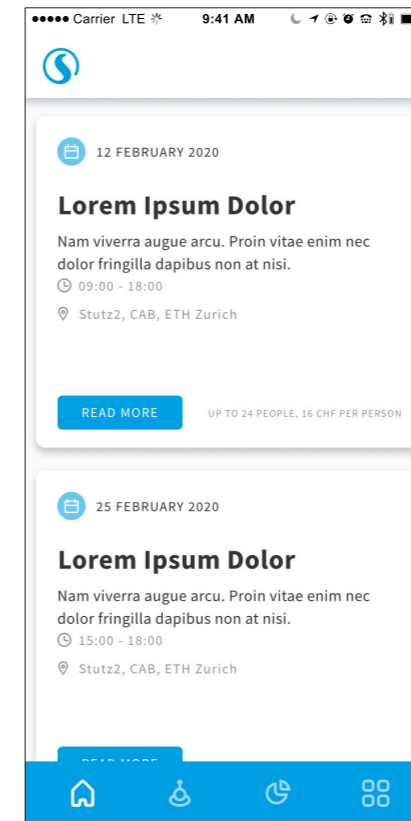 Carrier LTE 9:41 AM
12 FEBRUARY 2020
Lorem Ipsum Dolor
Nam viverra augue arcu. Proin vitae enim nec
dolor fringilla dapibus non at nisi.
09:00 - 18:00
Stutz2, CAB, ETH Zurich
READ MORE UP TO 24 PEOPLE, 16 CHF PER PERSON
25 FEBRUARY 2020
Lorem Ipsum Dolor
Nam viverra augue arcu. Proin vitae enim nec
dolor fringilla dapibus non at nisi.
15:00 - 18:00
Stutz2, CAB, ETH Zurich
READ MORE